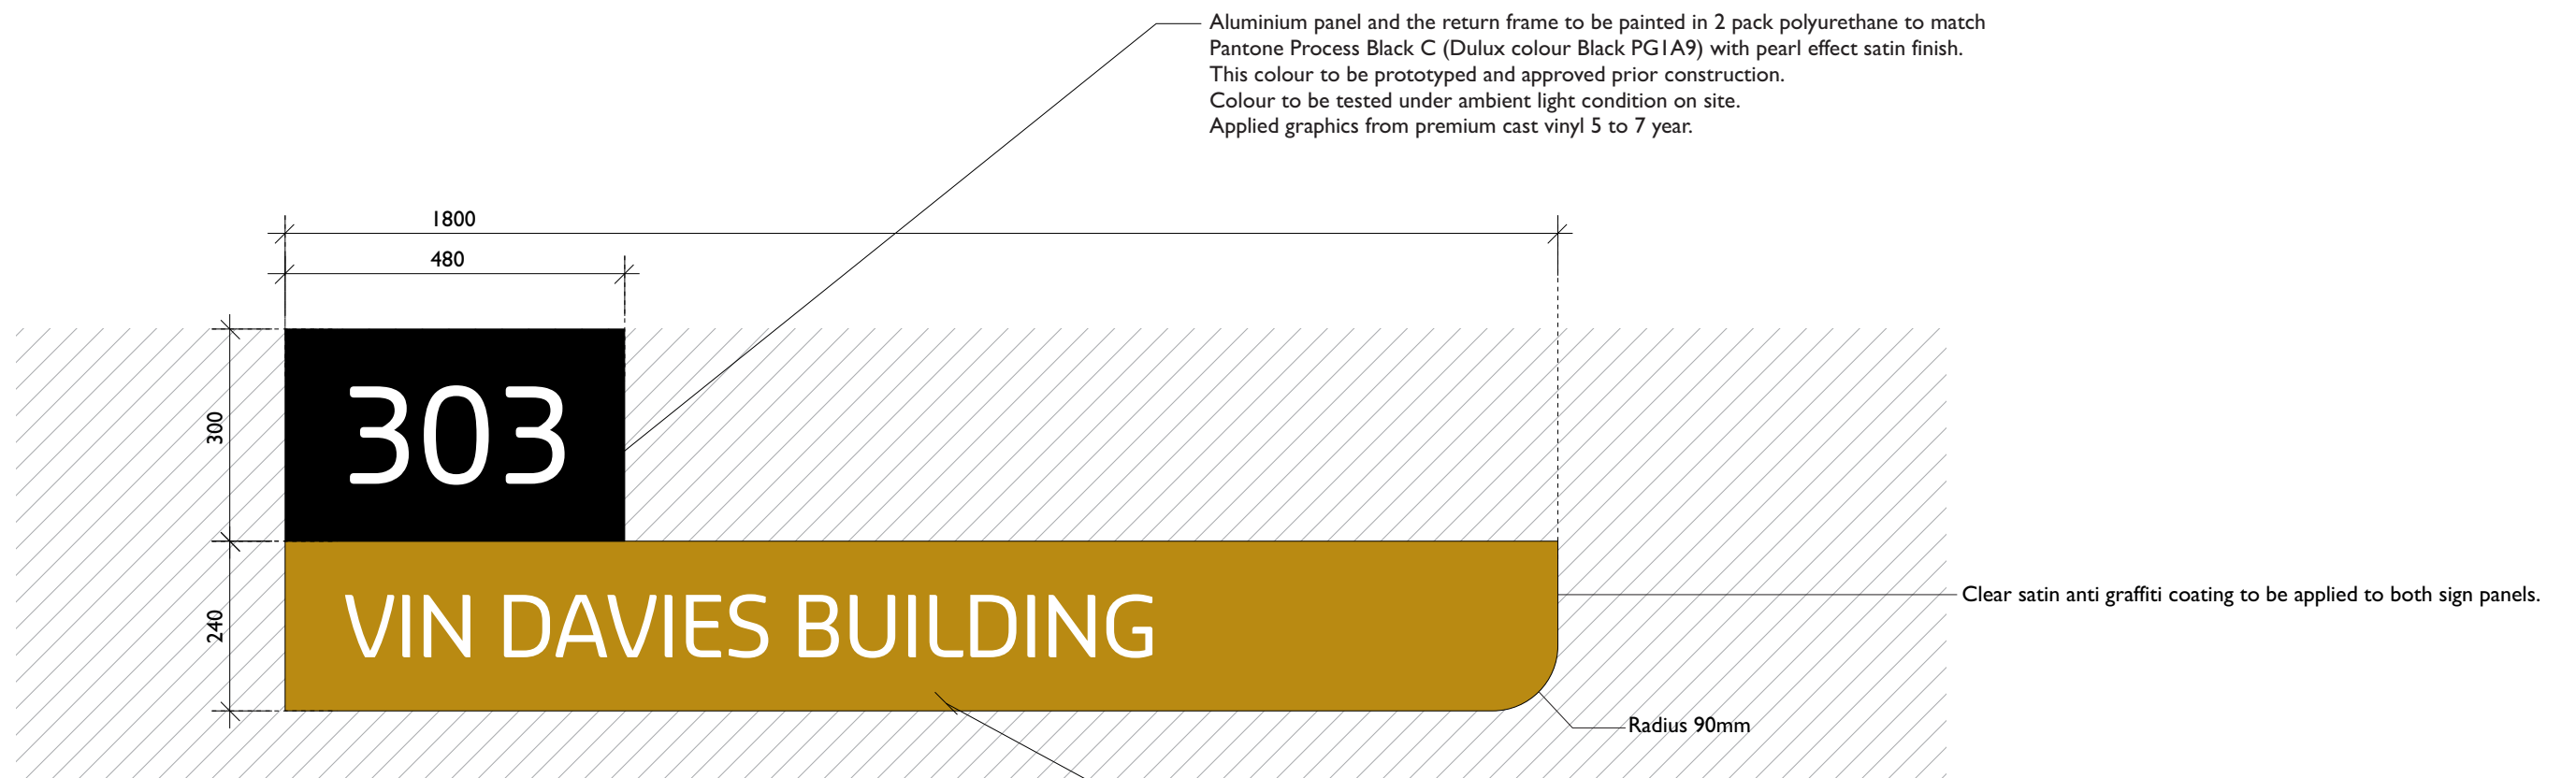 Aluminium panel and the return frame to be painted in 2 pack polyurethane to match
Pantone Process Black C (Dulux colour Black PG1A9) with pearl effect satin finish.
This colour to be prototyped and approved prior construction.
Colour to be tested under ambient light condition on site.
Applied graphics from premium cast vinyl 5 to 7 year.
1800
480
300
303
240
VIN DAVIES BUILDING
Clear satin anti graffiti coating to be applied to both sign panels.
Radius 90mm